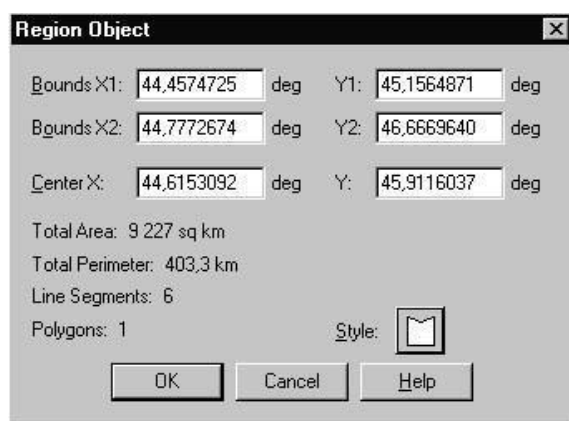 Region Object
Bounds X1: 44,4574725 deg Y1: 45,1564871 deg
Bounds X2: 44,7772674 deg Y2: 46,6669640 deg
Center X: 44,6153092 deg Y: 45,9116037 deg
Total Area: 9 227 sq km
Total Perimeter: 403,3 km
Line Segments: 6
Polygons: 1 Style:
OK Cancel Help